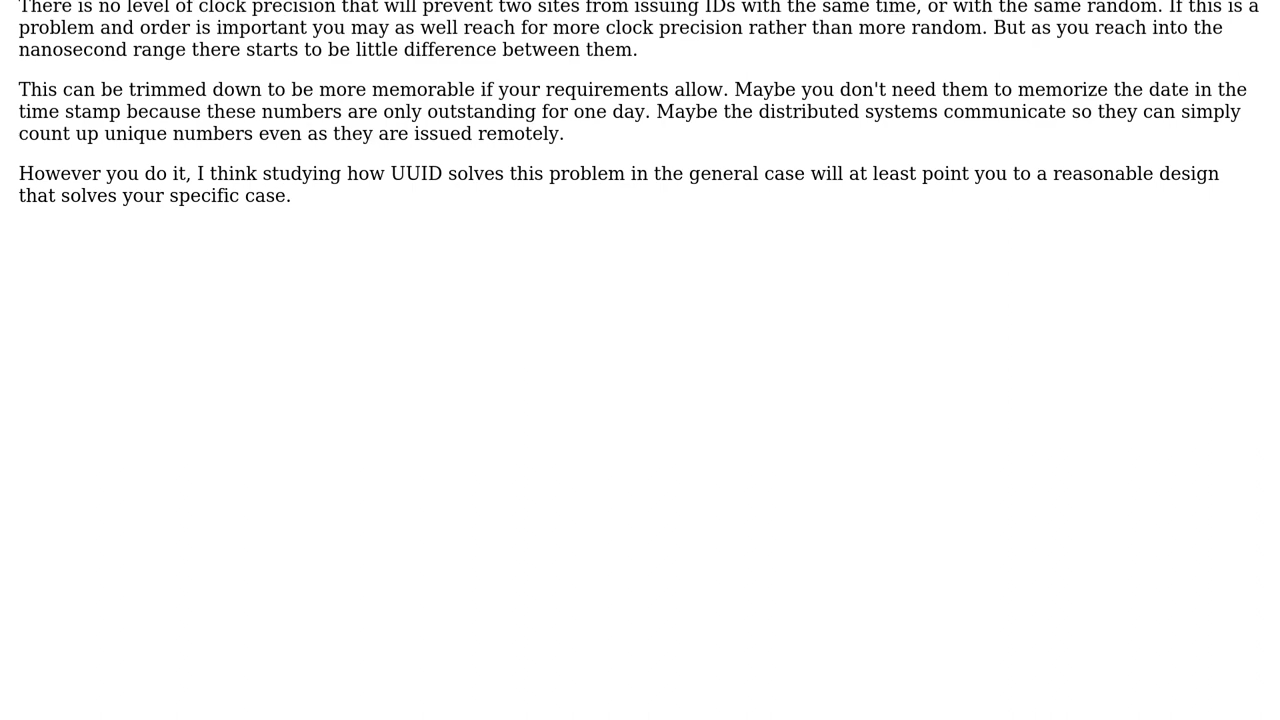 There is no level of clock precision that will prevent two sites from issuing IDs with the same time, or with the same random. If this is a
problem and order is important you may as well reach for more clock precision rather than more random. But as you reach into the
nanosecond range there starts to be little difference between them.
This can be trimmed down to be more memorable if your requirements allow. Maybe you don't need them to memorize the date in the
time stamp because these numbers are only outstanding for one day. Maybe the distributed systems communicate so they can simply
count up unique numbers even as they are issued remotely.
However you do it, I think studying how UUID solves this problem in the general case will at least point you to a reasonable design
that solves your specific case.